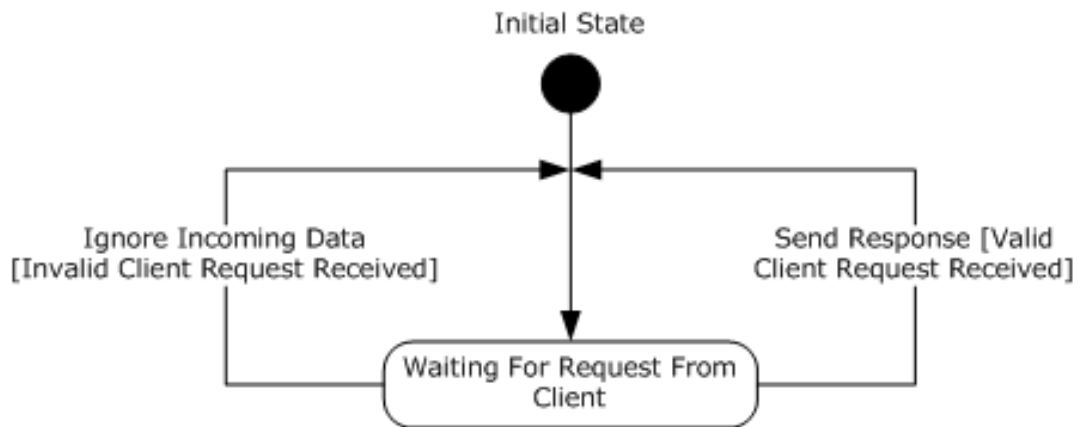 Initial State
Ignore Incoming Data
[Invalid Client Request Received]
Send Response [Valid
Client Request Received]
Waiting For Request From
Client